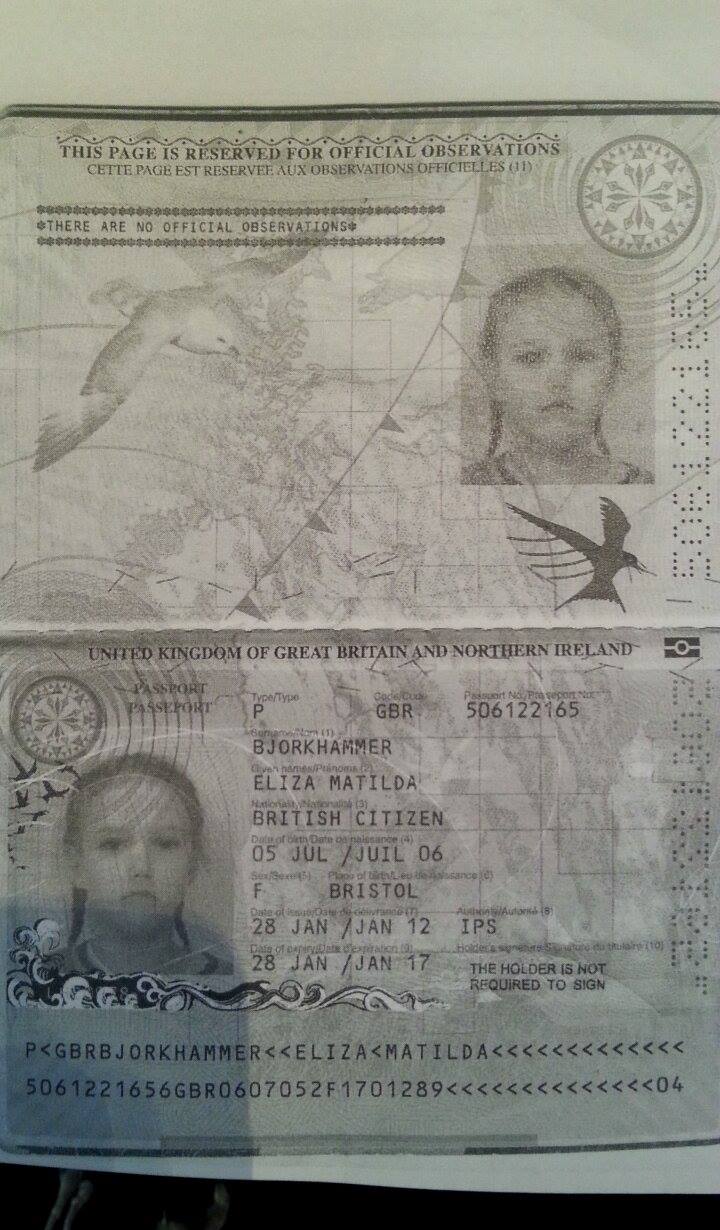 THIS PAGE IS RESERVED FOR OFFICIAL OBSERVATIONS
CETTE PAGE EST RESERVEE AUX OBSERVATIONS OFFICIELLES (11)
*THERE ARE NO OFFICIAL OBSERVATIONS*
UNITED KINGDOM OF GREAT BRITAIN AND NORTHERN IRELAND
PASSPORT
PASSEPORT
Type/Type Code/Code Passport No./Passeport No.
P GBR 506122165
Surname/Nom (1)
BJORKHAMMER
Given names/Prénoms (2)
ELIZA MATILDA
Nationality/Nationalité (3)
BRITISH CITIZEN
Date of birth/Date de naissance (4)
05 JUL /JUIL 06
Sex/Sexe (5) Place of birth/Lieu de naissance (6)
F BRISTOL
Date of issue/Date de délivrance (7) Authority/Autorité (8)
28 JAN /JAN 12 IPS
Date of expiry/Date d'expiration (9) Holder's signature/Signature du titulaire (10)
28 JAN /JAN 17 THE HOLDER IS NOT
REQUIRED TO SIGN
P<GBRBJORKHAMMER<<ELIZA<MATILDA<<<<<<<<<<<<<
5061221656GBR0607052F1701289<<<<<<<<<<<<<<04